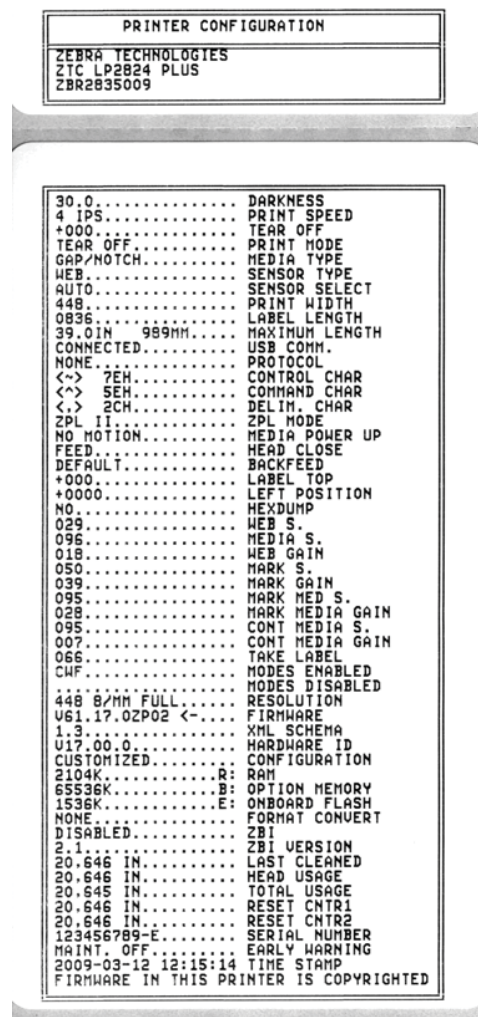 PRINTER CONFIGURATION
ZEBRA TECHNOLOGIES
ZTC LP2824 PLUS
ZBR2835009
30.0............... DARKNESS
4 IPS.............. PRINT SPEED
+000............... TEAR OFF
TEAR OFF........... PRINT MODE
GAP/NOTCH.......... MEDIA TYPE
WEB................ SENSOR TYPE
AUTO............... SENSOR SELECT
448................ PRINT WIDTH
0836............... LABEL LENGTH
39.0IN   989MM..... MAXIMUM LENGTH
CONNECTED.......... USB COMM.
NONE............... PROTOCOL
<~>  7EH........... CONTROL CHAR
<^>  5EH........... COMMAND CHAR
<,>  2CH........... DELIM. CHAR
ZPL II............. ZPL MODE
NO MOTION.......... MEDIA POWER UP
FEED............... HEAD CLOSE
DEFAULT............ BACKFEED
+000............... LABEL TOP
+0000.............. LEFT POSITION
NO................. HEXDUMP
029................ WEB S.
096................ MEDIA S.
018................ WEB GAIN
050................ MARK S.
039................ MARK GAIN
095................ MARK MED S.
028................ MARK MEDIA GAIN
095................ CONT MEDIA S.
007................ CONT MEDIA GAIN
066................ TAKE LABEL
CWF................ MODES ENABLED
................... MODES DISABLED
448 8/MM FULL...... RESOLUTION
V61.17.0ZP02 <-.... FIRMWARE
1.3................ XML SCHEMA
V17.00.0........... HARDWARE ID
CUSTOMIZED......... CONFIGURATION
2104K............R: RAM
65536K...........B: OPTION MEMORY
1536K............E: ONBOARD FLASH
NONE............... FORMAT CONVERT
DISABLED........... ZBI
2.1................ ZBI VERSION
20,646 IN.......... LAST CLEANED
20,646 IN.......... HEAD USAGE
20,645 IN.......... TOTAL USAGE
20,646 IN.......... RESET CNTR1
20,646 IN.......... RESET CNTR2
123456789-E........ SERIAL NUMBER
MAINT. OFF......... EARLY WARNING
2009-03-12 12:15:14 TIME STAMP
FIRMWARE IN THIS PRINTER IS COPYRIGHTED